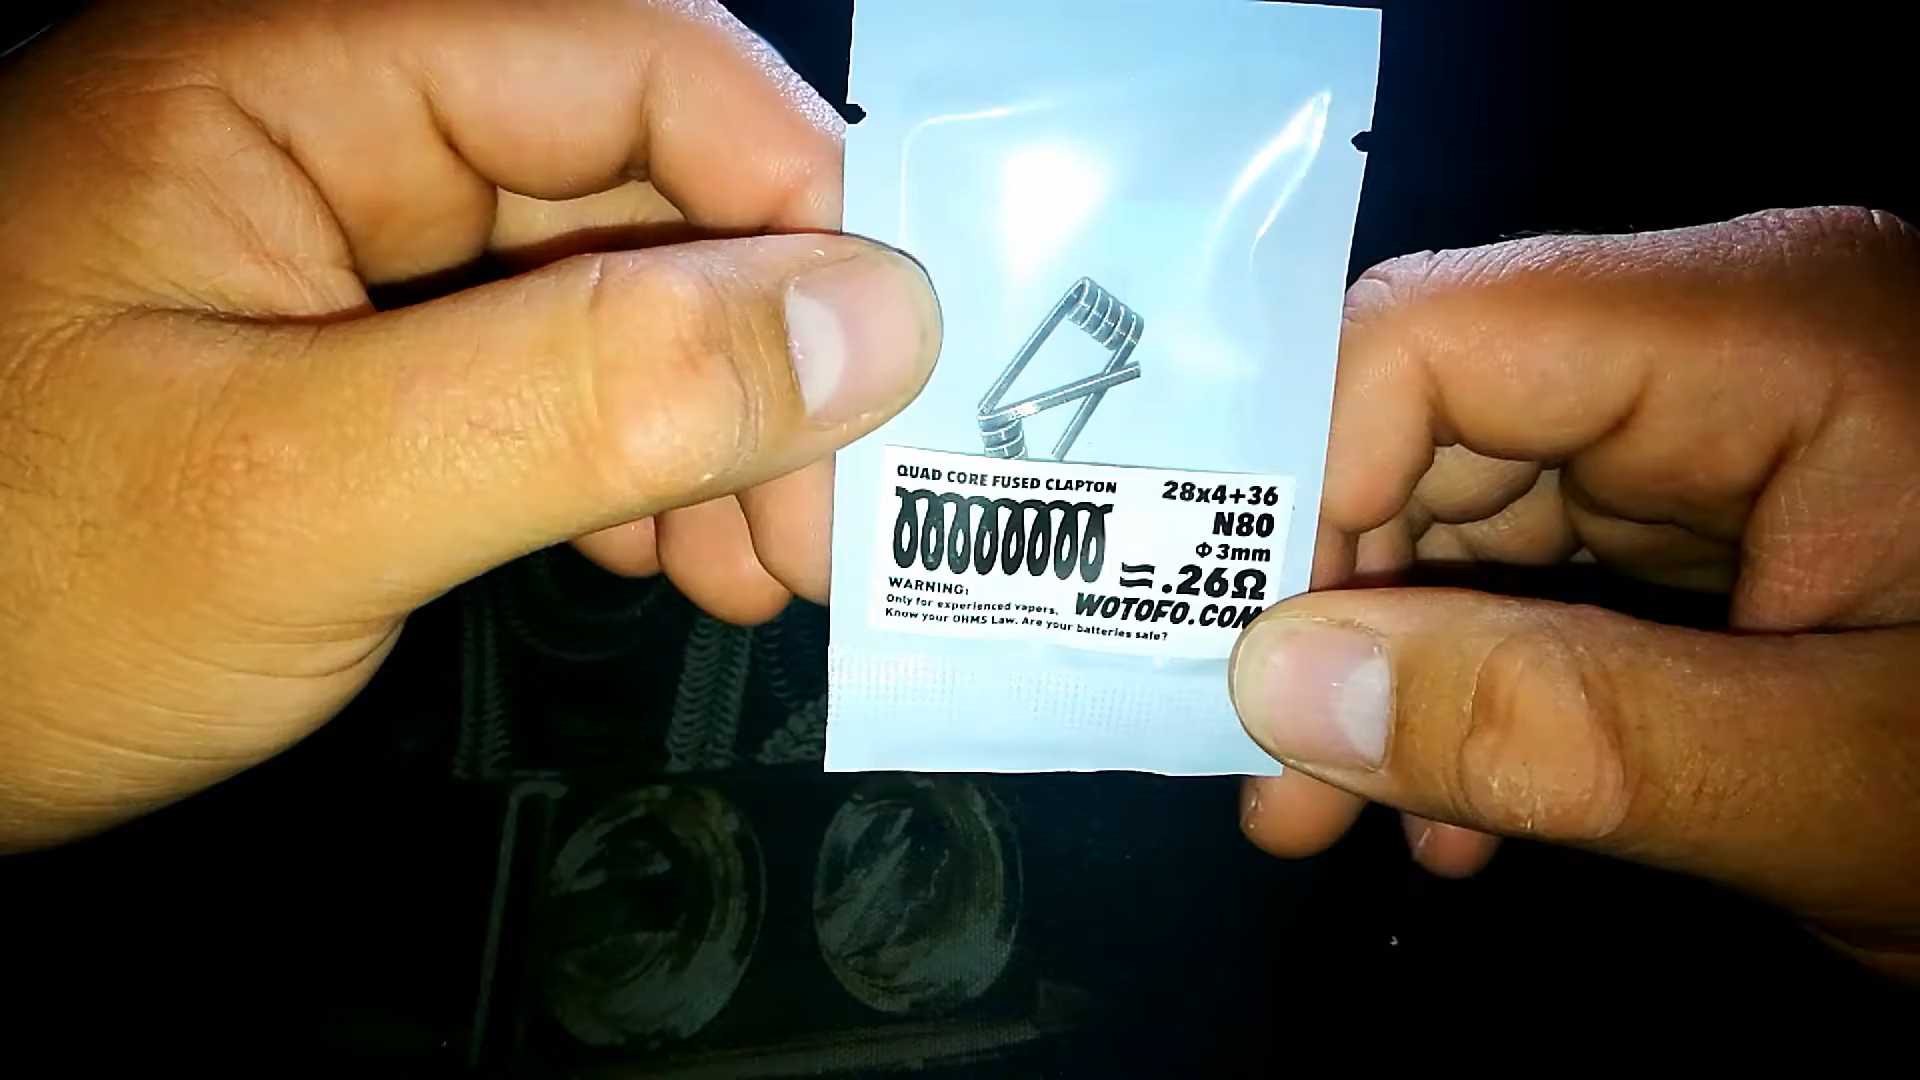 QUAD CORE FUSED CLAPTON
28x4+36
N80
Φ3mm
≈.26Ω
WARNING:
Only for experienced vapers.
Know your OHMS Law. Are your batteries safe?
WOTOFO.COM